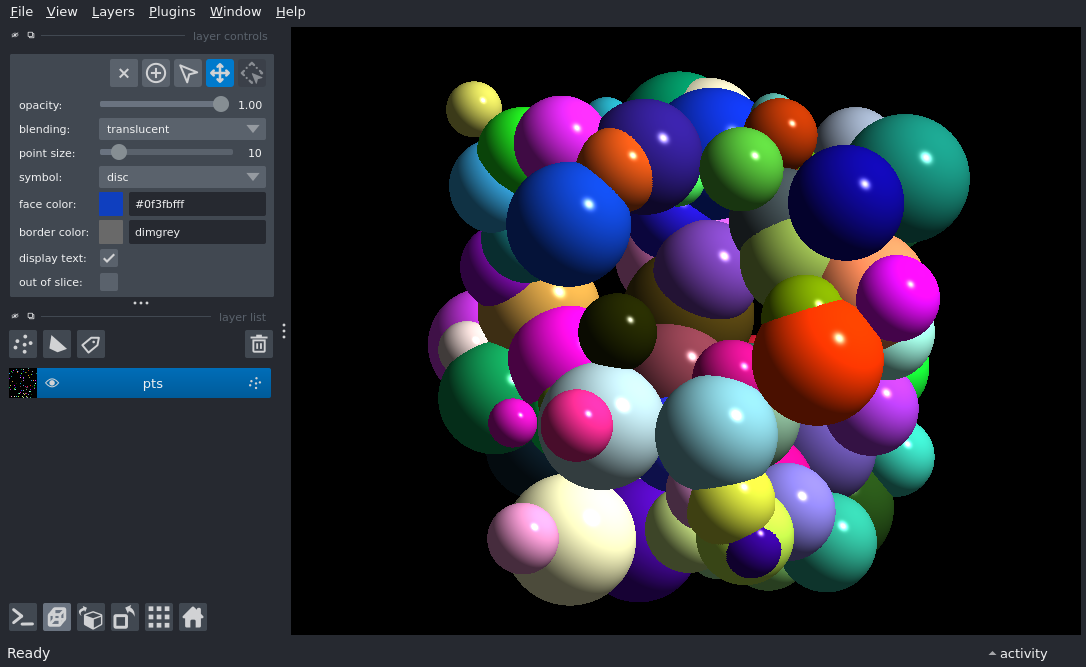 File View Layers Plugins Window Help
layer controls
opacity: 1.00
blending: translucent
point size: 10
symbol: disc
face color: #0f3fbfff
border color: dimgrey
display text:
out of slice:
layer list
pts
Ready activity